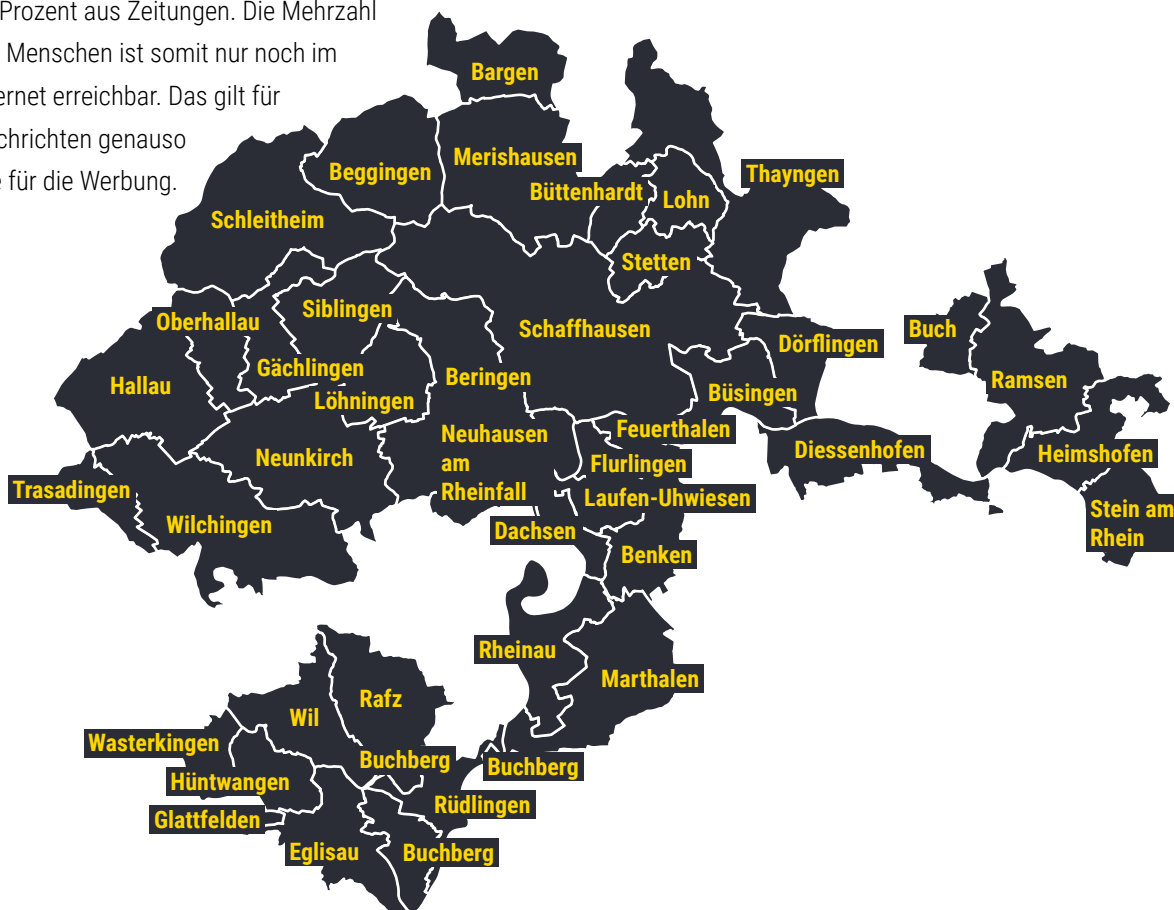 Prozent aus Zeitungen. Die Mehrzahl
Menschen ist somit nur noch im
ernet erreichbar. Das gilt für
chrichten genauso
e für die Werbung.
Bargen
Merishausen
Beggingen
Thayngen
Büttenhardt
Lohn
Schleitheim
Stetten
Siblingen
Oberhallau
Schaffhausen
Buch
Dörflingen
Gächlingen
Beringen
Ramsen
Hallau
Büsingen
Löhningen
Feuerthalen
Neuhausen
am
Rheinfall
Diessenhofen
Heimshofen
Neunkirch
Flurlingen
Trasadingen
Laufen-Uhwiesen
Stein am
Rhein
Wilchingen
Dachsen
Benken
Rheinau
Marthalen
Rafz
Wil
Wasterkingen
Buchberg
Buchberg
Hüntwangen
Rüdlingen
Glattfelden
Eglisau
Buchberg